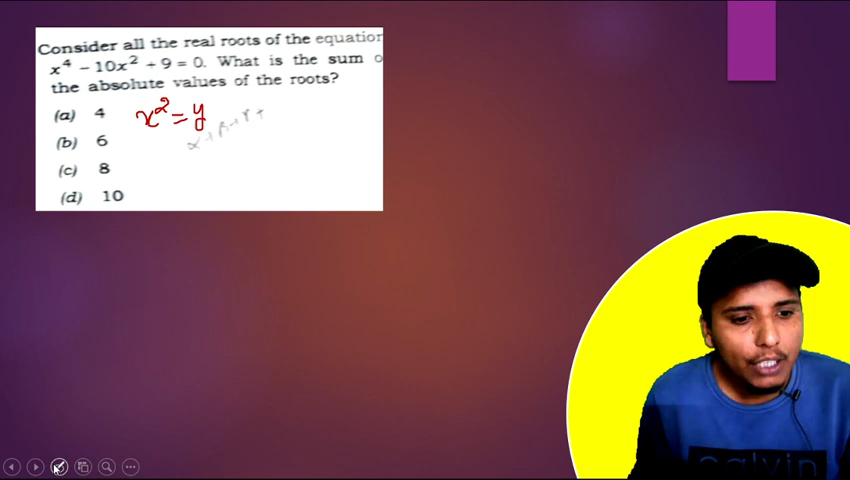 Consider all the real roots of the equation
x⁴ - 10x² + 9 = 0. What is the sum o
the absolute values of the roots?
(a) 4
x² = y
(b) 6
α + β + γ +
(c) 8
(d) 10